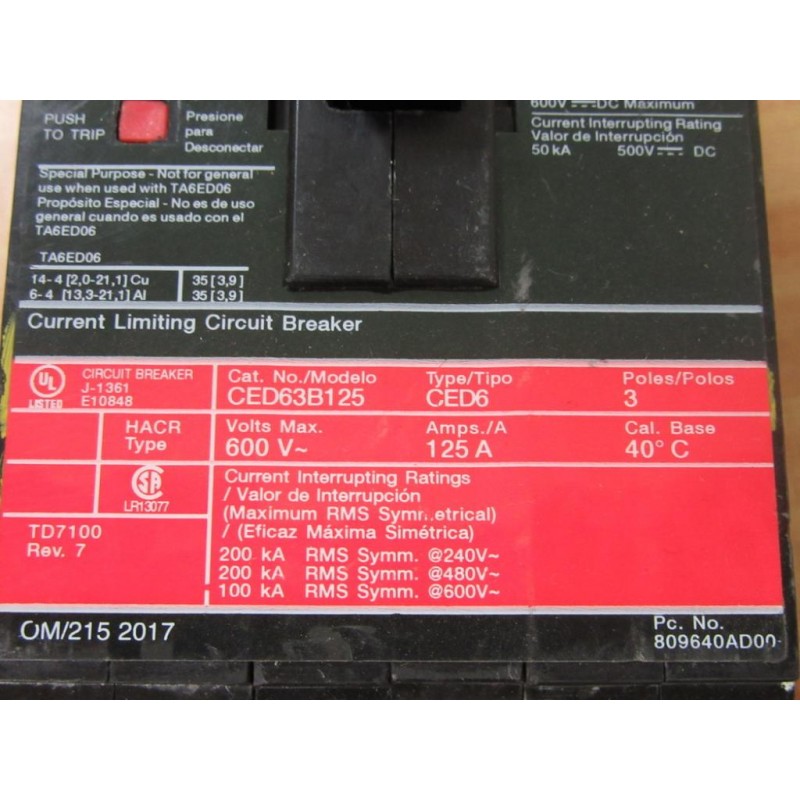 PUSH
TO TRIP
Presione
para
Desconectar
600V DC Maximum
Current Interrupting Rating
Valor de Interrupción
50 kA 500V DC
Special Purpose - Not for general
use when used with TA6ED06
Propósito Especial - No es de uso
general cuando es usado con el
TA6ED06
TA6ED06
14-4 [2,0-21,1] Cu 35 [3,9]
6-4 [13,3-21,1] Al 35 [3,9]
Current Limiting Circuit Breaker
UL
LISTED
CIRCUIT BREAKER
J-1361
E10848
Cat. No./Modelo
CED63B125
Type/Tipo
CED6
Poles/Polos
3
HACR
Type
Volts Max.
600 V~
Amps./A
125 A
Cal. Base
40° C
SA
LR13077
TD7100
Rev. 7
Current Interrupting Ratings
/ Valor de Interrupción
(Maximum RMS Symmetrical)
/ (Eficaz Máxima Simétrica)
200 kA RMS Symm. @240V~
200 kA RMS Symm. @480V~
100 kA RMS Symm. @600V~
OM/215 2017
Pc. No.
809640AD00-